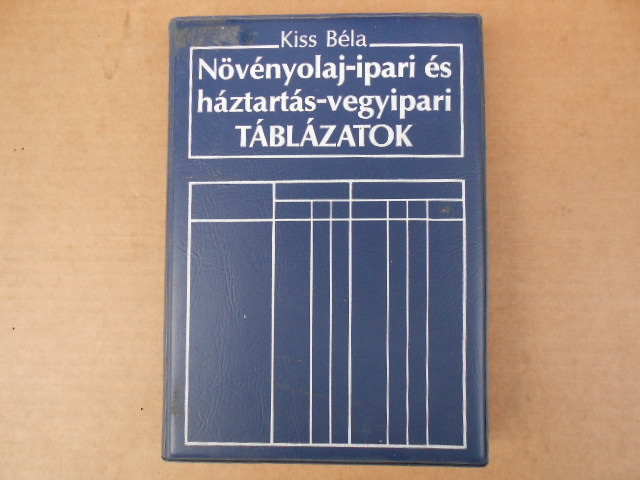 Kiss Béla
Növényolaj-ipari és
háztartás-vegyipari
TÁBLÁZATOK